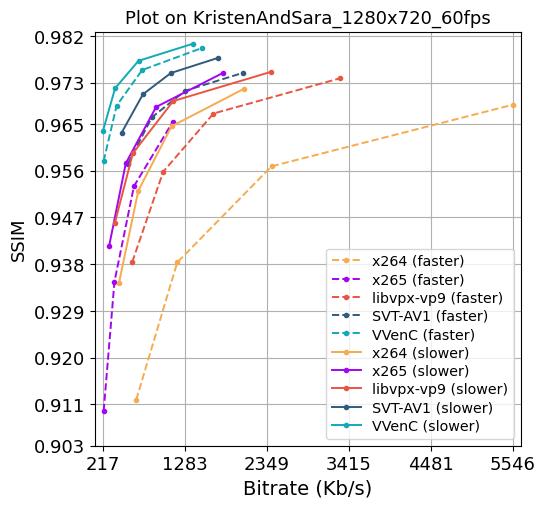 Plot on KristenAndSara_1280x720_60fps
0.982
0.973
0.965
0.956
0.947
0.938
0.929
0.920
0.911
0.903
SSIM
x264 (faster)
x265 (faster)
libvpx-vp9 (faster)
SVT-AV1 (faster)
VVenC (faster)
x264 (slower)
x265 (slower)
libvpx-vp9 (slower)
SVT-AV1 (slower)
VVenC (slower)
217 1283 2349 3415 4481 5546
Bitrate (Kb/s)